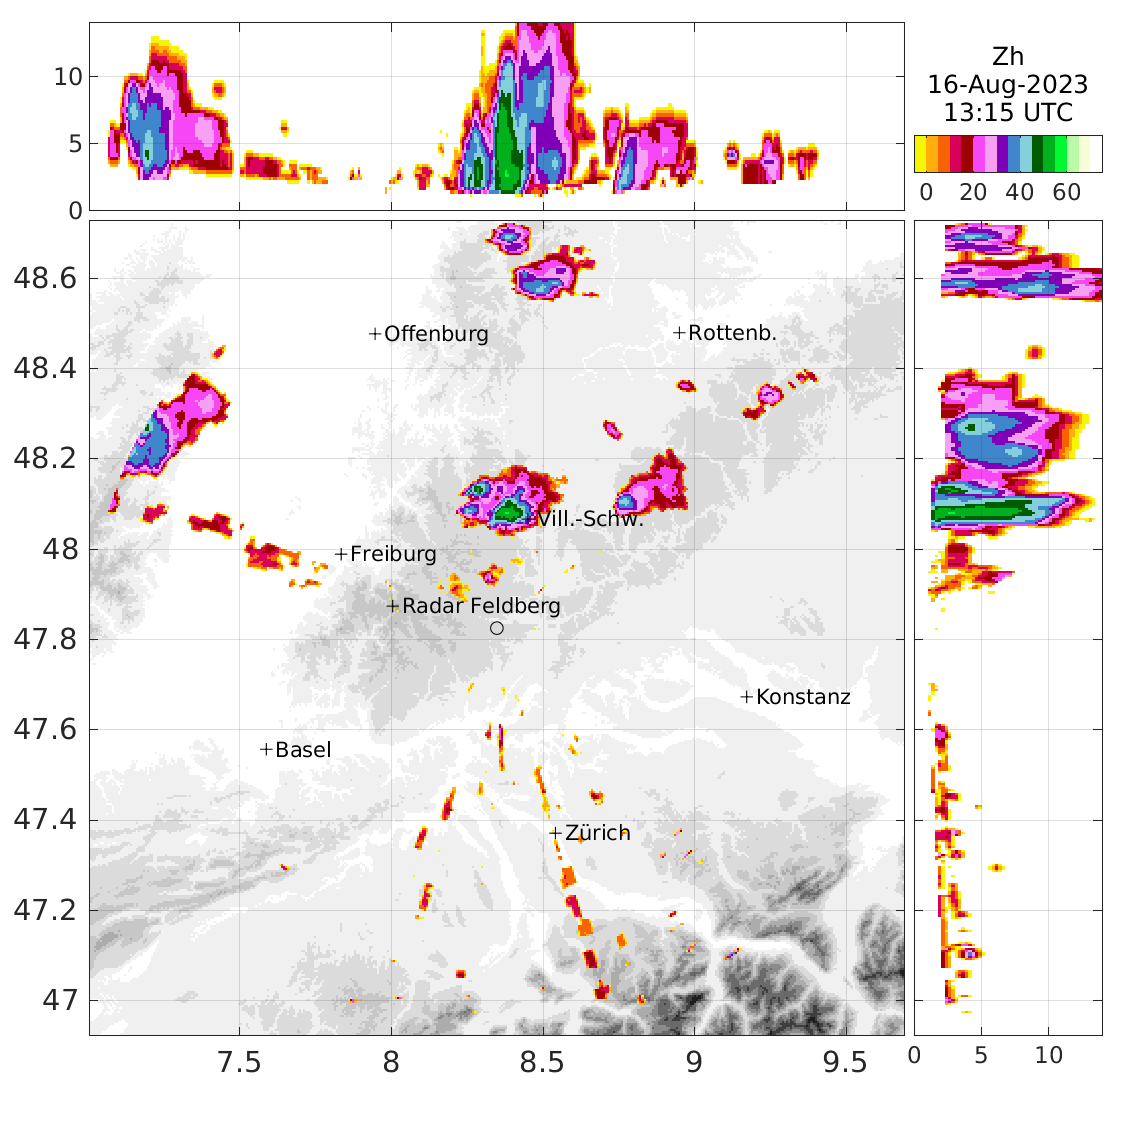 10
5
0
Zh
16-Aug-2023
13:15 UTC
0 20 40 60
48.6
48.4
48.2
48
47.8
47.6
47.4
47.2
47
Offenburg
Rottenb.
Vill.-Schw.
Freiburg
Radar Feldberg
Konstanz
Basel
Zürich
7.5 8 8.5 9 9.5
0 5 10